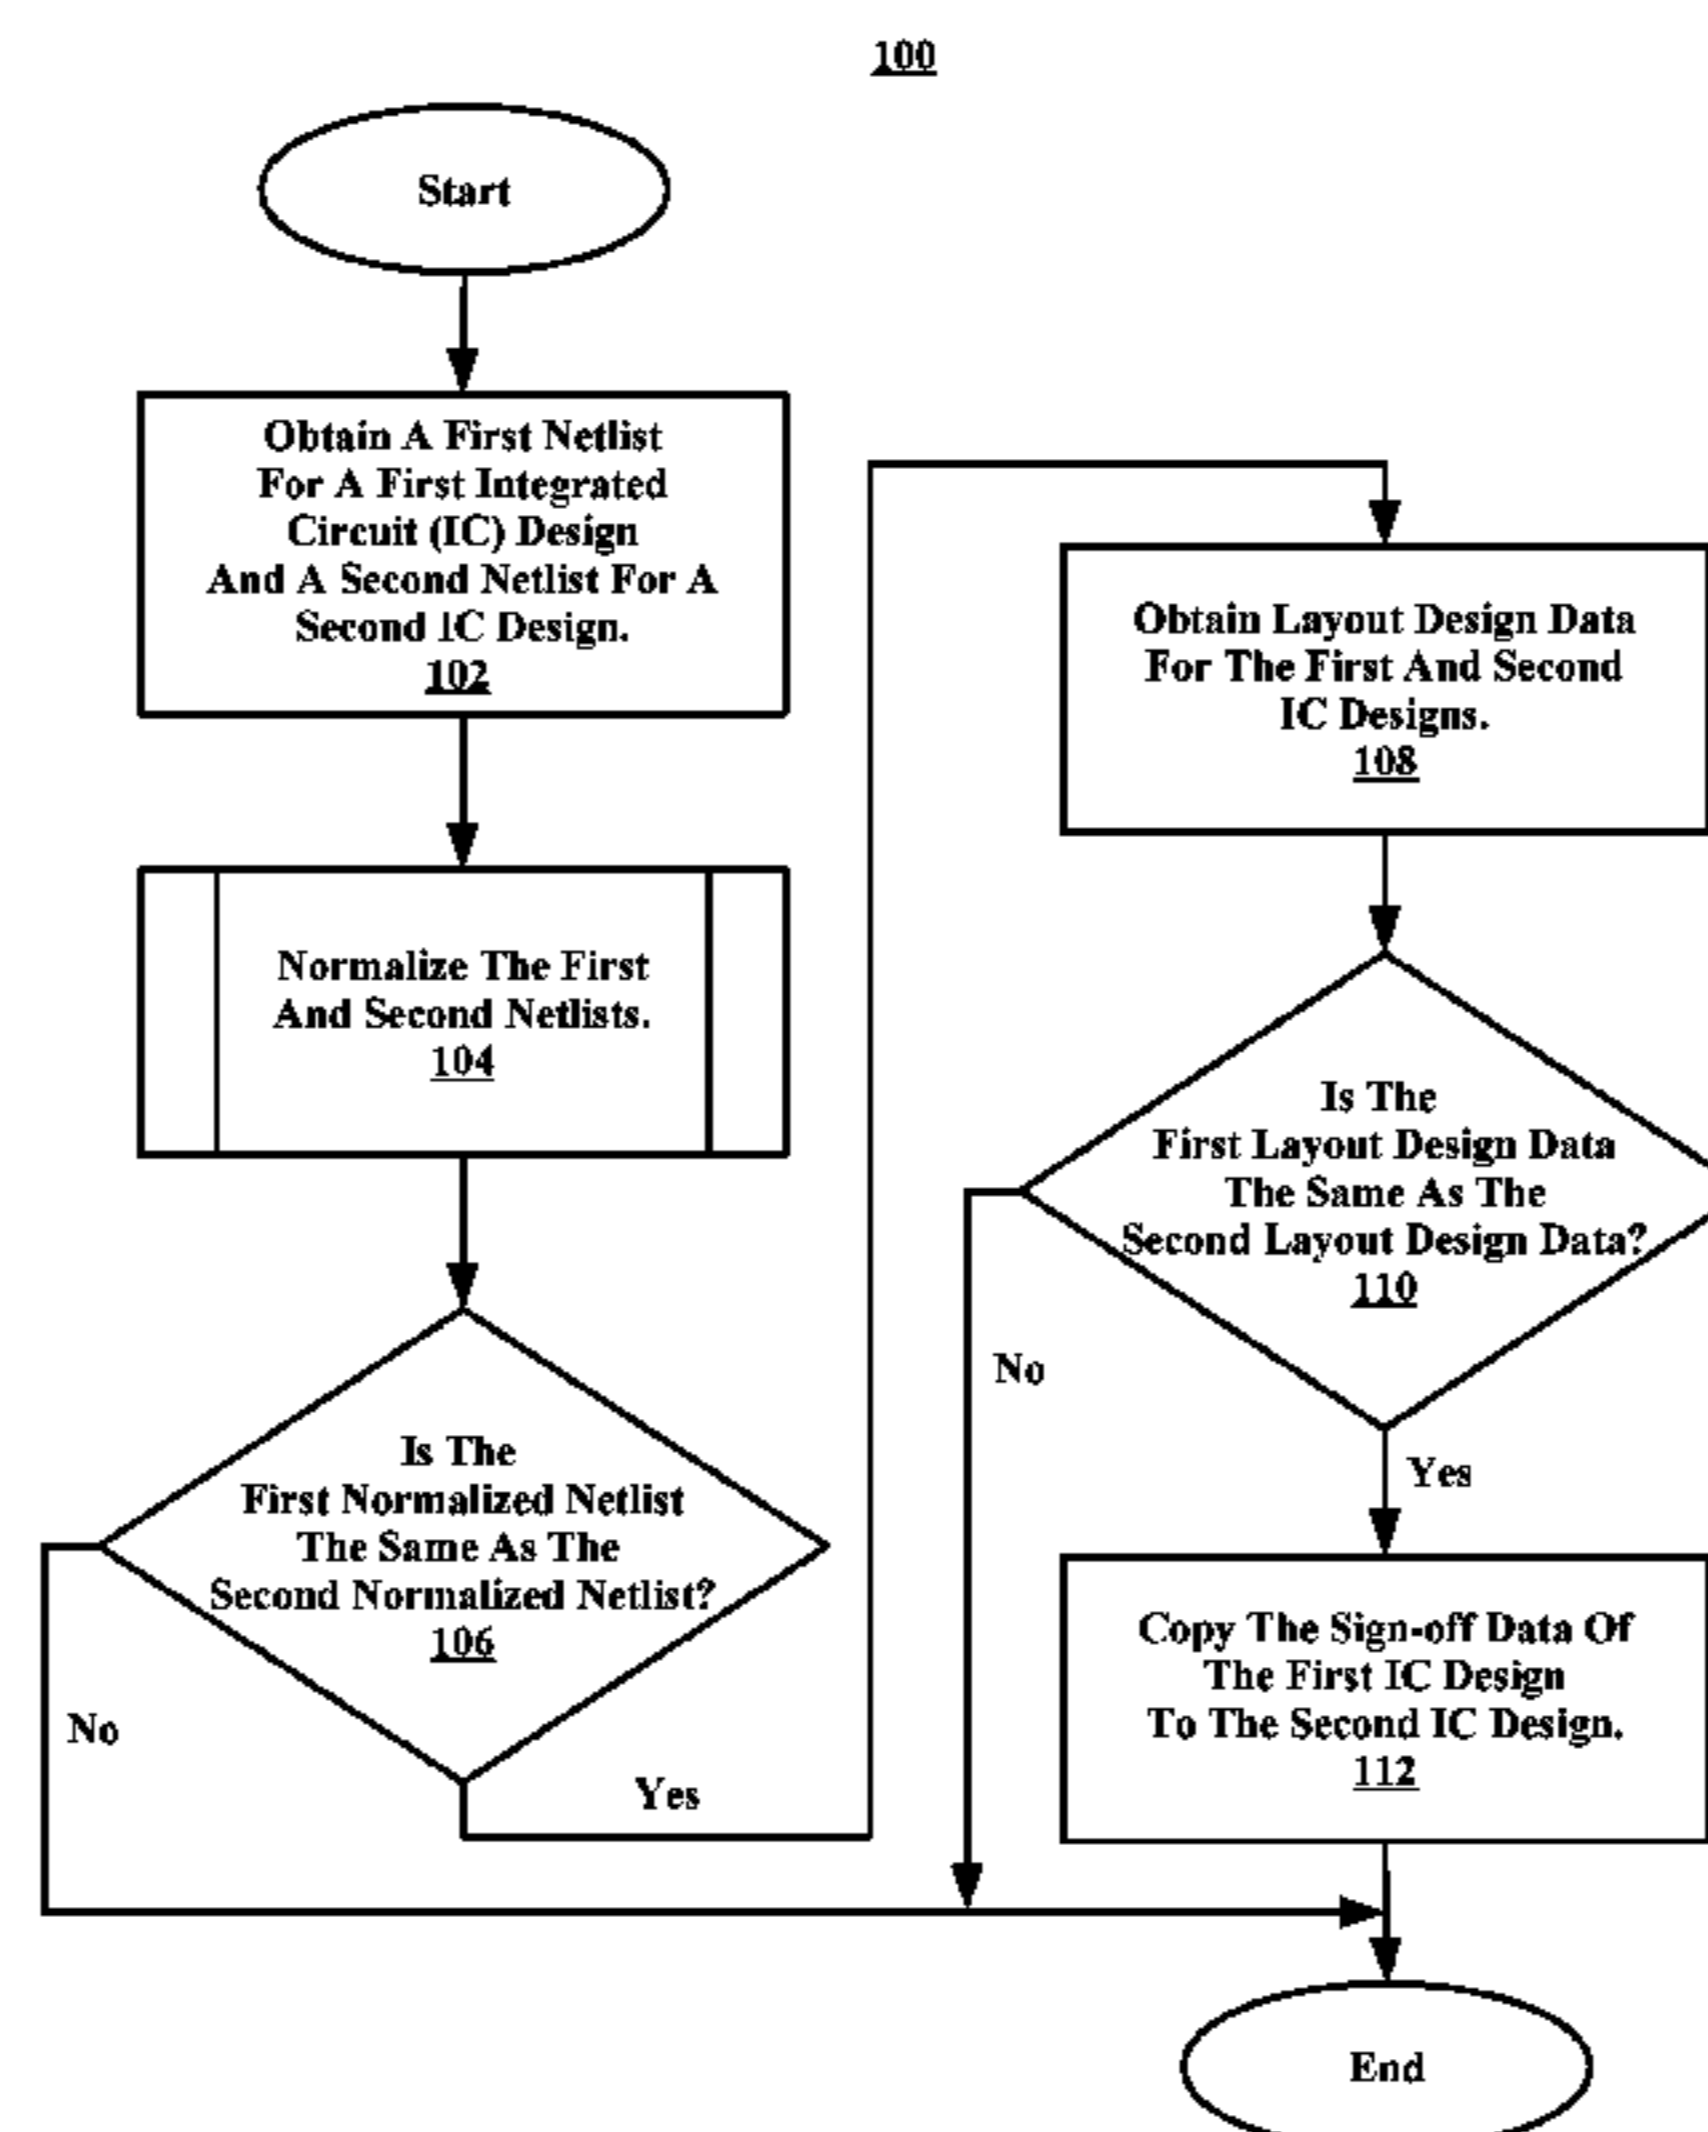 100
Start
Obtain A First Netlist
For A First Integrated
Circuit (IC) Design
And A Second Netlist For A
Second IC Design.
102
Normalize The First
And Second Netlists.
104
Is The
First Normalized Netlist
The Same As The
Second Normalized Netlist?
106
No
Yes
Obtain Layout Design Data
For The First And Second
IC Designs.
108
Is The
First Layout Design Data
The Same As The
Second Layout Design Data?
110
No
Yes
Copy The Sign-off Data Of
The First IC Design
To The Second IC Design.
112
End